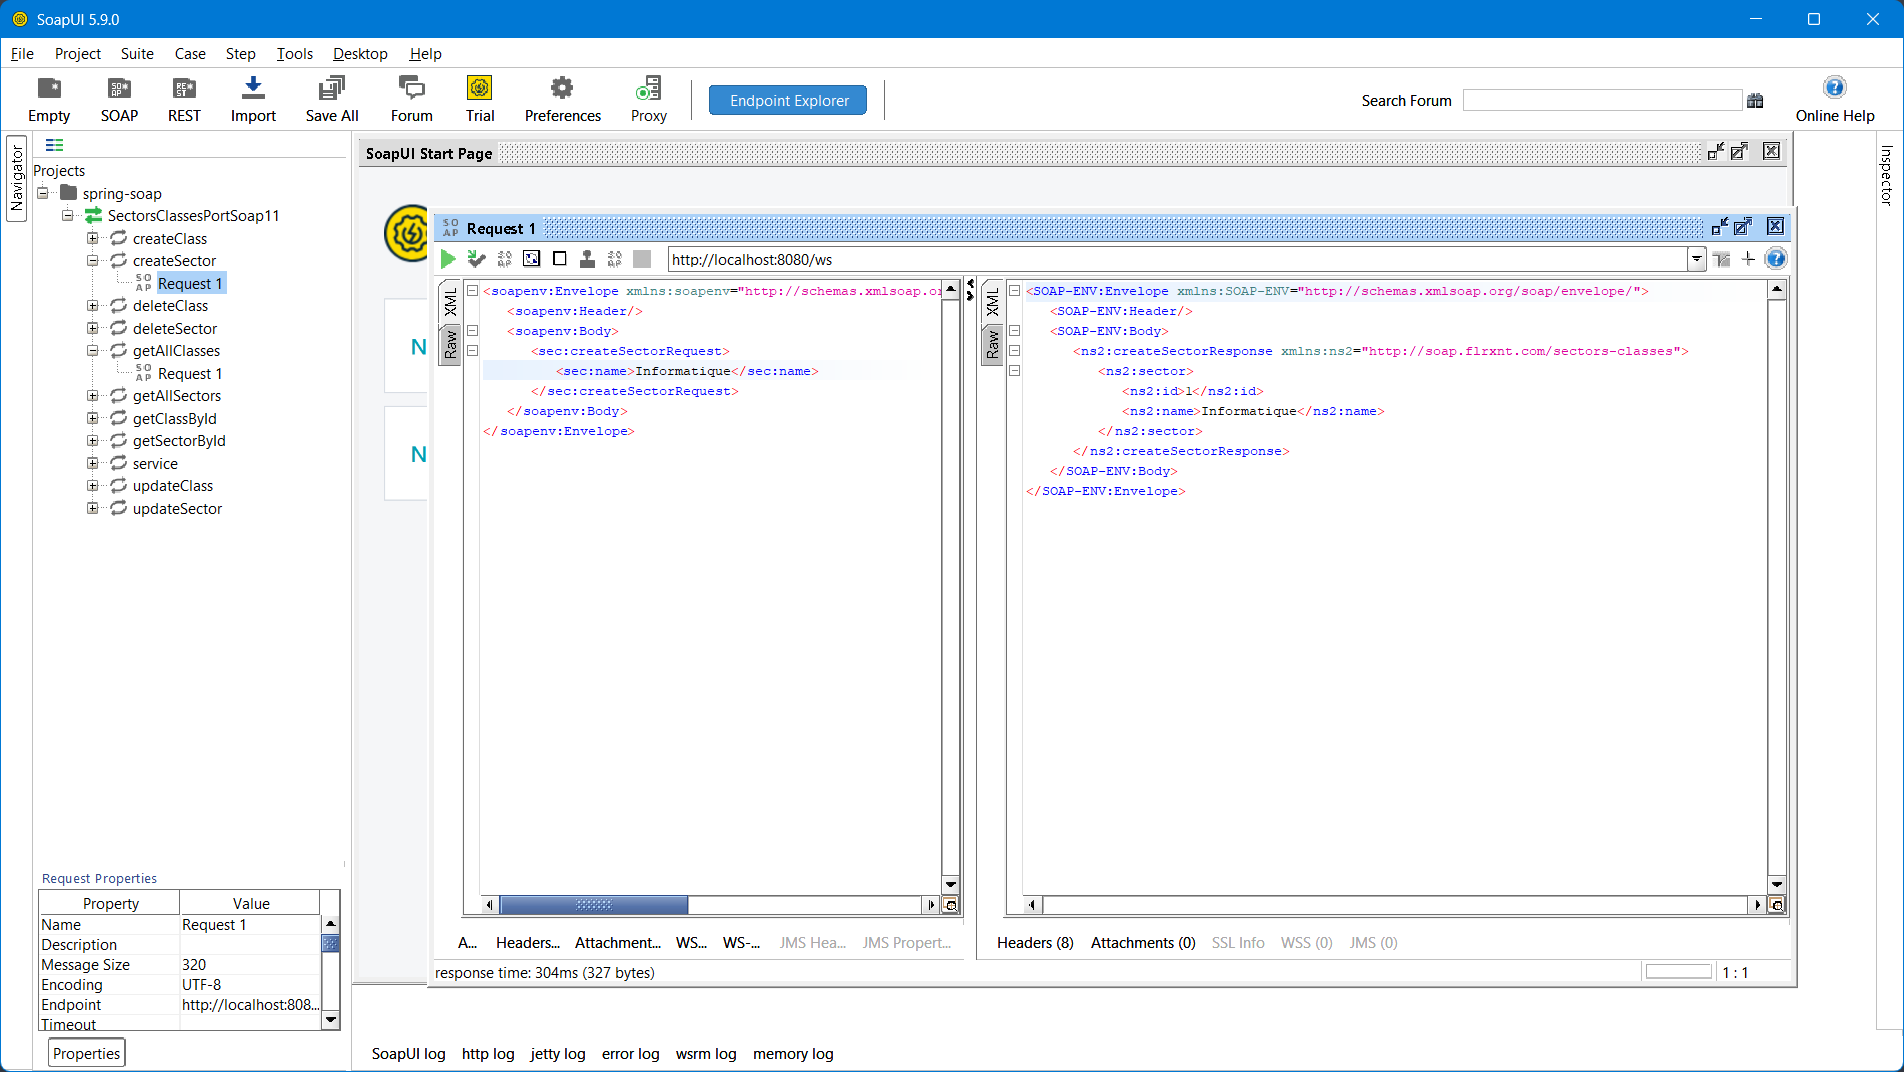 SoapUI 5.9.0
File Project Suite Case Step Tools Desktop Help
Empty SOAP REST Import Save All Forum Trial Preferences Proxy Endpoint Explorer Search Forum Online Help
Navigator
Projects
spring-soap
SectorsClassesPortSoap11
createClass
createSector
Request 1
deleteClass
deleteSector
getAllClasses
Request 1
getAllSectors
getClassById
getSectorById
service
updateClass
updateSector
Request Properties
Property Value
Name Request 1
Description
Message Size 320
Encoding UTF-8
Endpoint http://localhost:808...
Timeout
Properties
SoapUI Start Page
N
N
Request 1
http://localhost:8080/ws
XML
Raw
<soapenv:Envelope xmlns:soapenv="http://schemas.xmlsoap.or
<soapenv:Header/>
<soapenv:Body>
<sec:createSectorRequest>
<sec:name>Informatique</sec:name>
</sec:createSectorRequest>
</soapenv:Body>
</soapenv:Envelope>
A... Headers... Attachment... WS... WS-... JMS Hea... JMS Propert...
XML
Raw
<SOAP-ENV:Envelope xmlns:SOAP-ENV="http://schemas.xmlsoap.org/soap/envelope/">
<SOAP-ENV:Header/>
<SOAP-ENV:Body>
<ns2:createSectorResponse xmlns:ns2="http://soap.flrxnt.com/sectors-classes">
<ns2:sector>
<ns2:id>1</ns2:id>
<ns2:name>Informatique</ns2:name>
</ns2:sector>
</ns2:createSectorResponse>
</SOAP-ENV:Body>
</SOAP-ENV:Envelope>
Headers (8) Attachments (0) SSL Info WSS (0) JMS (0)
response time: 304ms (327 bytes)
1 : 1
Inspector
SoapUI log http log jetty log error log wsrm log memory log